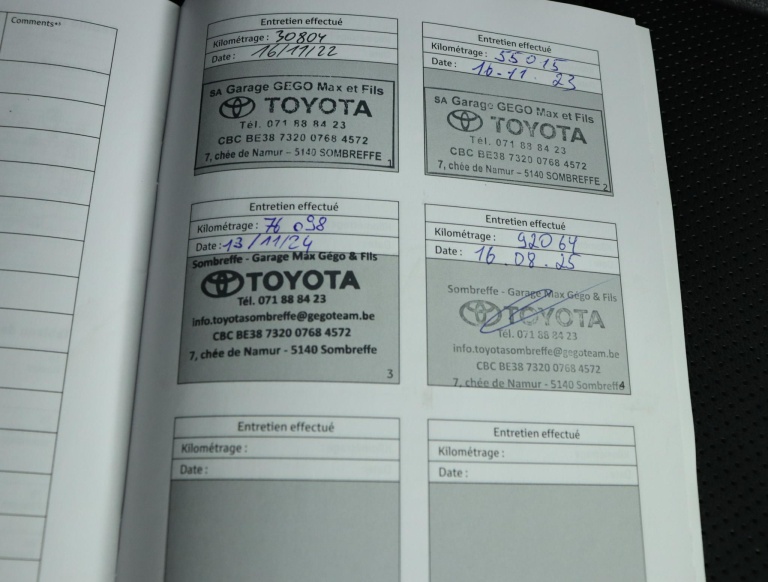 Comments
Entretien effectué
Kilométrage : 30804
Date : 16/11/22
SA Garage GEGO Max et Fils
TOYOTA
Tél. 071 88 84 23
CBC BE38 7320 0768 4572
7, chée de Namur – 5140 SOMBREFFE
1
Entretien effectué
Kilométrage : 55015
Date : 16.11.23
SA Garage GEGO Max et Fils
TOYOTA
Tél. 071 88 84 23
CBC BE38 7320 0768 4572
7, chée de Namur – 5140 SOMBREFFE
2
Entretien effectué
Kilométrage : 76 098
Date : 13/11/24
Sombreffe - Garage Max Gégo & Fils
TOYOTA
Tél. 071 88 84 23
info.toyotasombreffe@gegoteam.be
CBC BE38 7320 0768 4572
7, chée de Namur - 5140 Sombreffe
3
Entretien effectué
Kilométrage : 92064
Date : 16.08.25
Sombreffe - Garage Max Gégo & Fils
TOYOTA
Tél. 071 88 84 23
info.toyotasombreffe@gegoteam.be
CBC BE38 7320 0768 4572
7, chée de Namur - 5140 Sombreffe
4
Entretien effectué
Kilométrage :
Date :
Entretien effectué
Kilométrage :
Date :